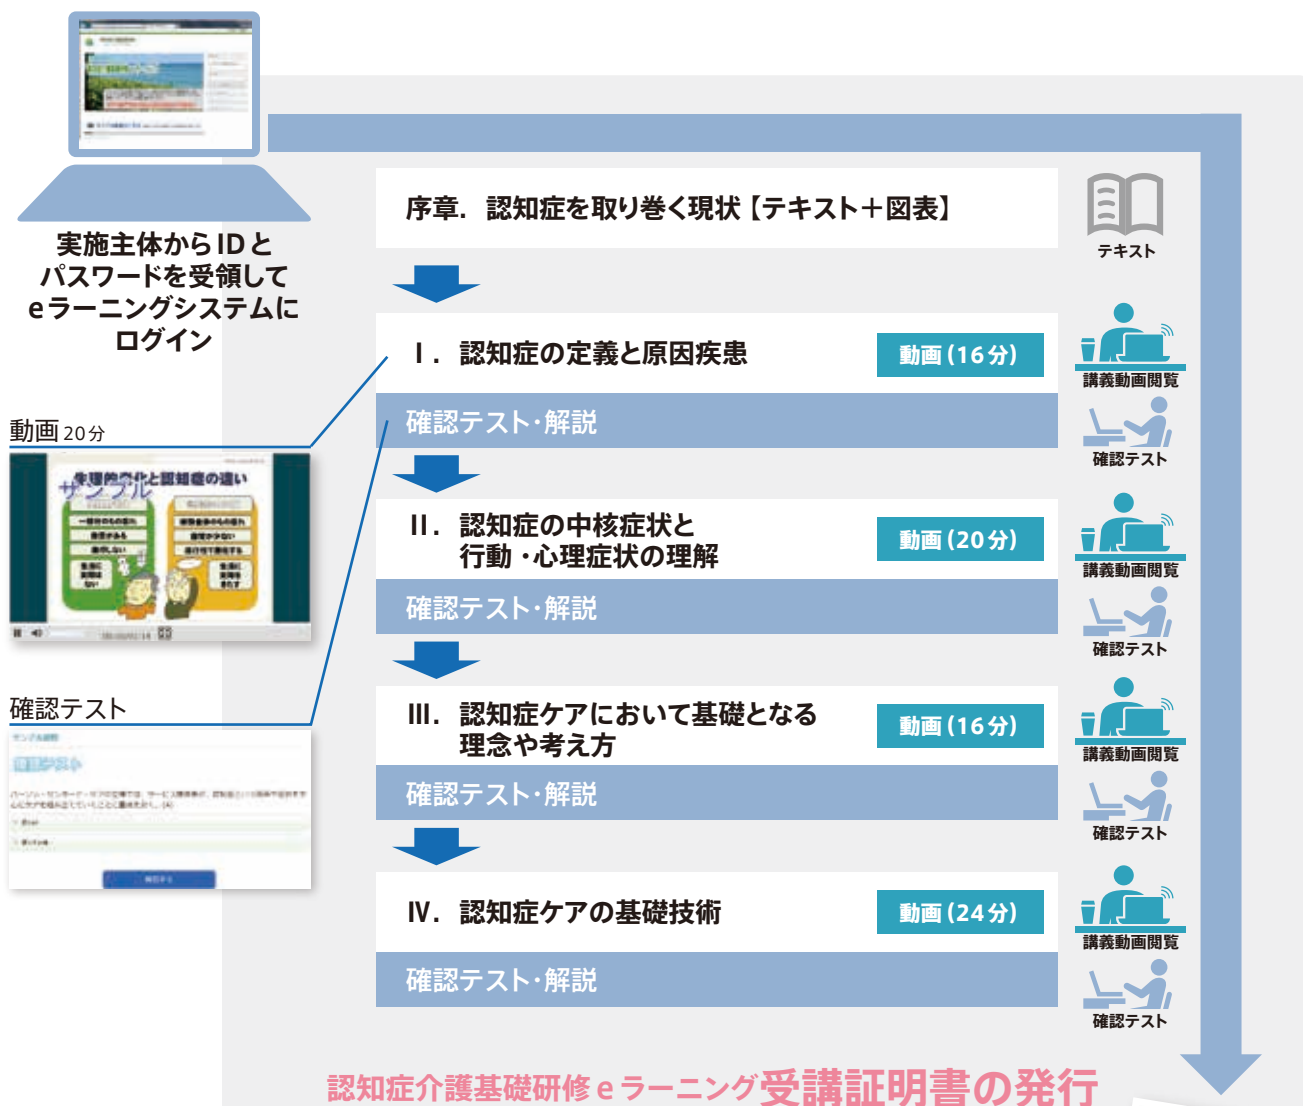 実施主体からIDと
パスワードを受領して
eラーニングシステムに
ログイン
序章. 認知症を取り巻く現状【テキスト＋図表】
テキスト
Ⅰ. 認知症の定義と原因疾患
動画(16分)
講義動画閲覧
確認テスト・解説
確認テスト
Ⅱ. 認知症の中核症状と
行動・心理症状の理解
動画(20分)
講義動画閲覧
確認テスト・解説
確認テスト
Ⅲ. 認知症ケアにおいて基礎となる
理念や考え方
動画(16分)
講義動画閲覧
確認テスト・解説
確認テスト
Ⅳ. 認知症ケアの基礎技術
動画(24分)
講義動画閲覧
確認テスト・解説
確認テスト
動画20分
生理的老化と認知症の違い
サンプル
確認テスト
確認テスト
認知症介護基礎研修eラーニング受講証明書の発行